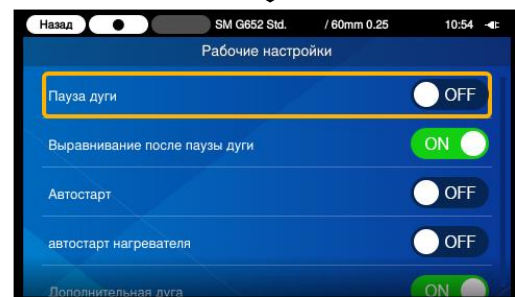 Назад SM G652 Std. / 60mm 0.25 10:54
Рабочие настройки
Пауза дуги OFF
Выравнивание после паузы дуги ON
Автостарт OFF
автостарт нагревателя OFF
Дополнительная дуга ON